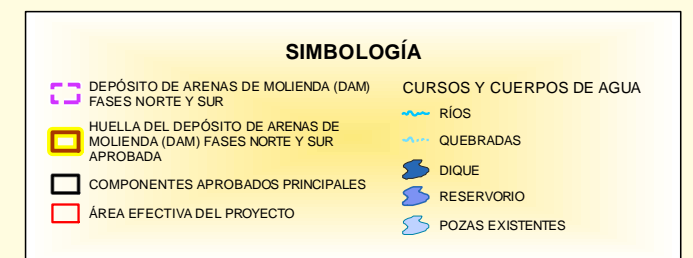 SIMBOLOGÍA
DEPÓSITO DE ARENAS DE MOLIENDA (DAM)
FASES NORTE Y SUR
HUELLA DEL DEPÓSITO DE ARENAS DE
MOLIENDA (DAM) FASES NORTE Y SUR
APROBADA
COMPONENTES APROBADOS PRINCIPALES
ÁREA EFECTIVA DEL PROYECTO
CURSOS Y CUERPOS DE AGUA
RÍOS
QUEBRADAS
DIQUE
RESERVORIO
POZAS EXISTENTES